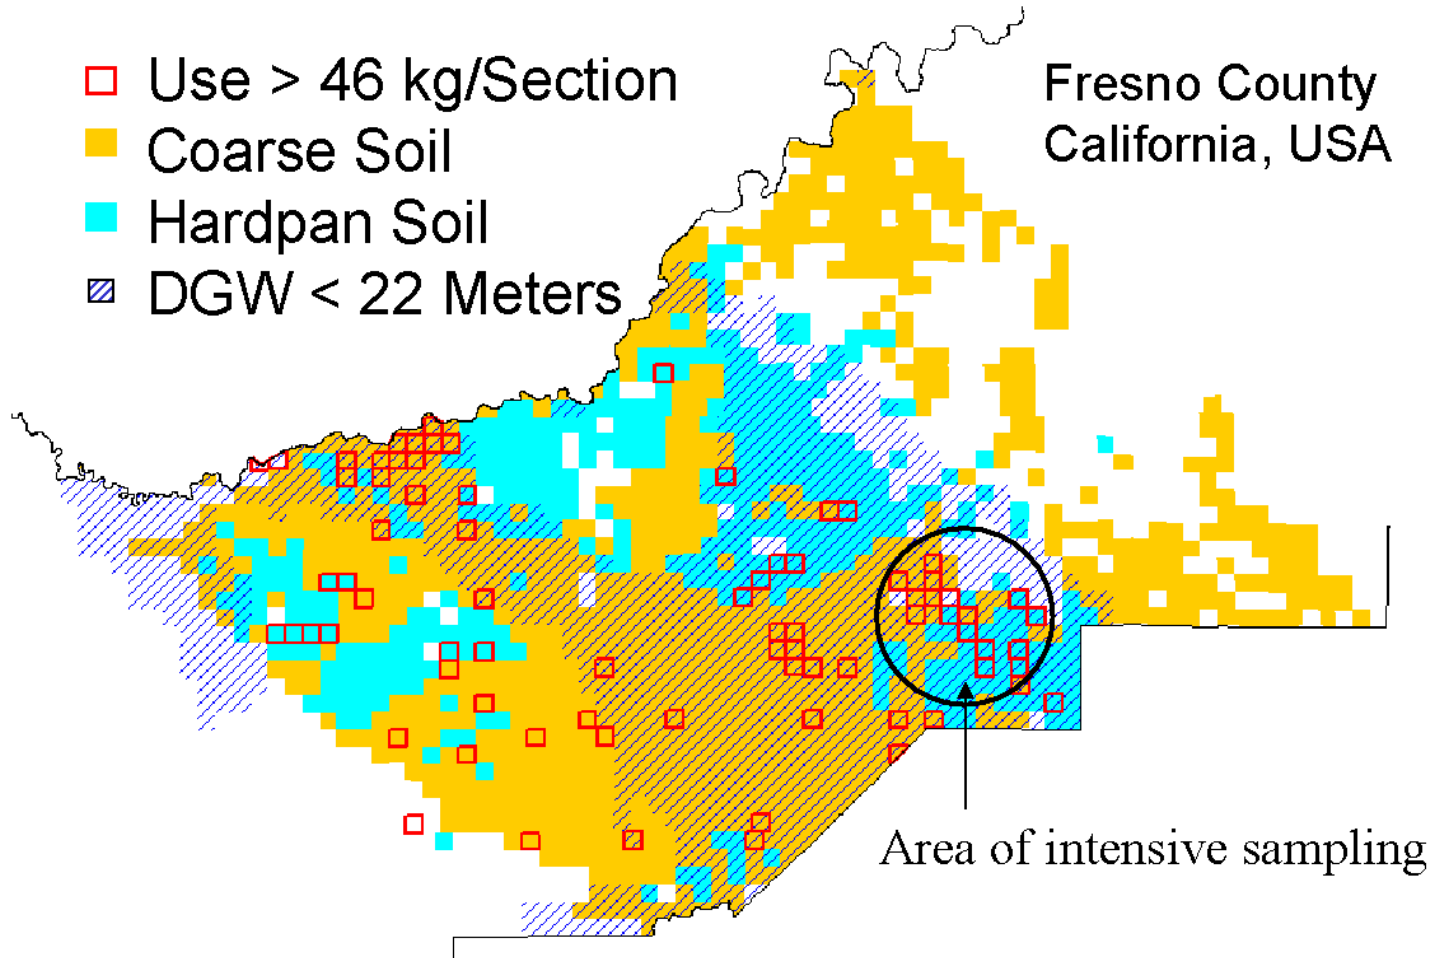 Use > 46 kg/Section
Coarse Soil
Hardpan Soil
DGW < 22 Meters
Fresno County
California, USA
Area of intensive sampling